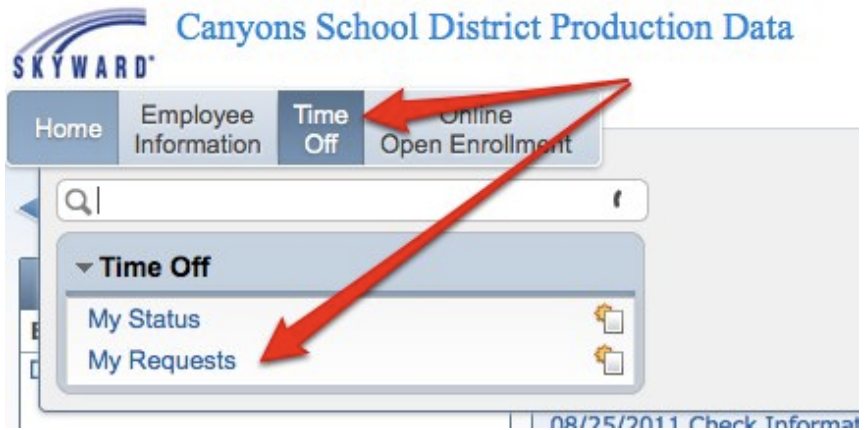 Canyons School District Production Data
SKYWARD®
Home
Employee
Information
Time
Off
Online
Open Enrollment
Time Off
My Status
My Requests
08/25/2011 Check